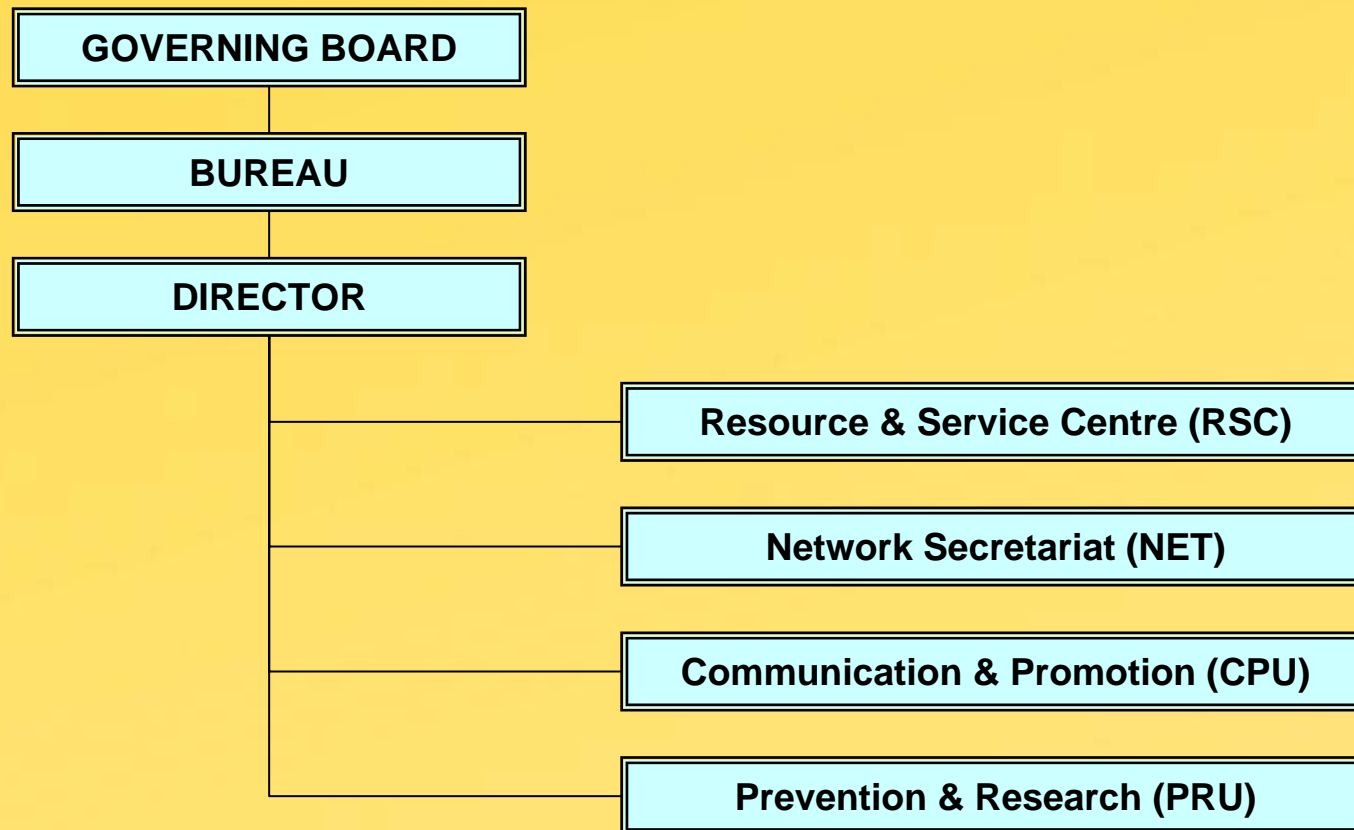 GOVERNING BOARD
BUREAU
DIRECTOR
Resource & Service Centre (RSC)
Network Secretariat (NET)
Communication & Promotion (CPU)
Prevention & Research (PRU)